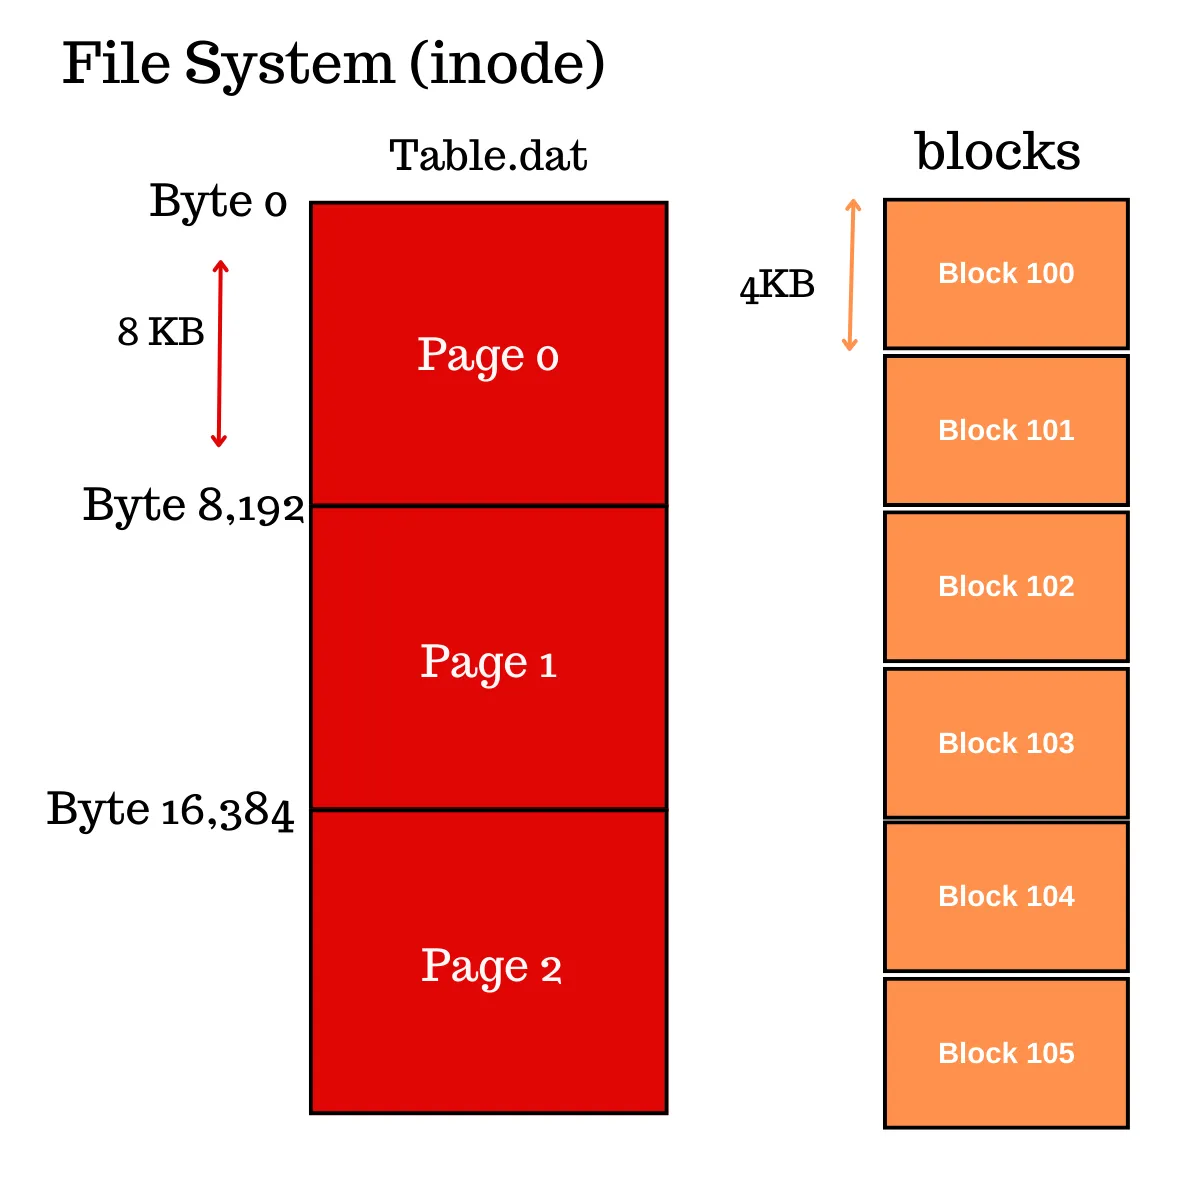 File System (inode)
Table.dat
blocks
Byte 0
8 KB
Page 0
Byte 8,192
Page 1
Byte 16,384
Page 2
4KB
Block 100
Block 101
Block 102
Block 103
Block 104
Block 105